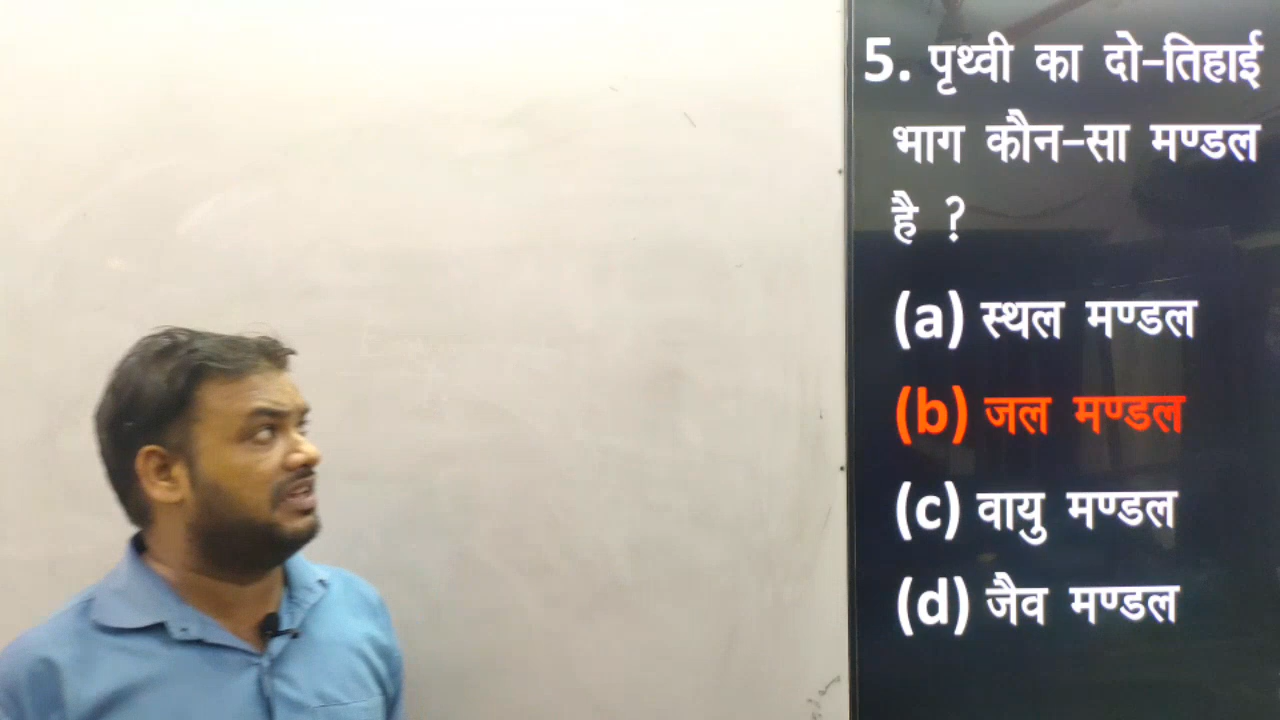 5. पृथ्वी का दो-तिहाई
भाग कौन-सा मण्डल
है ?
(a) स्थल मण्डल
(b) जल मण्डल
(c) वायु मण्डल
(d) जैव मण्डल